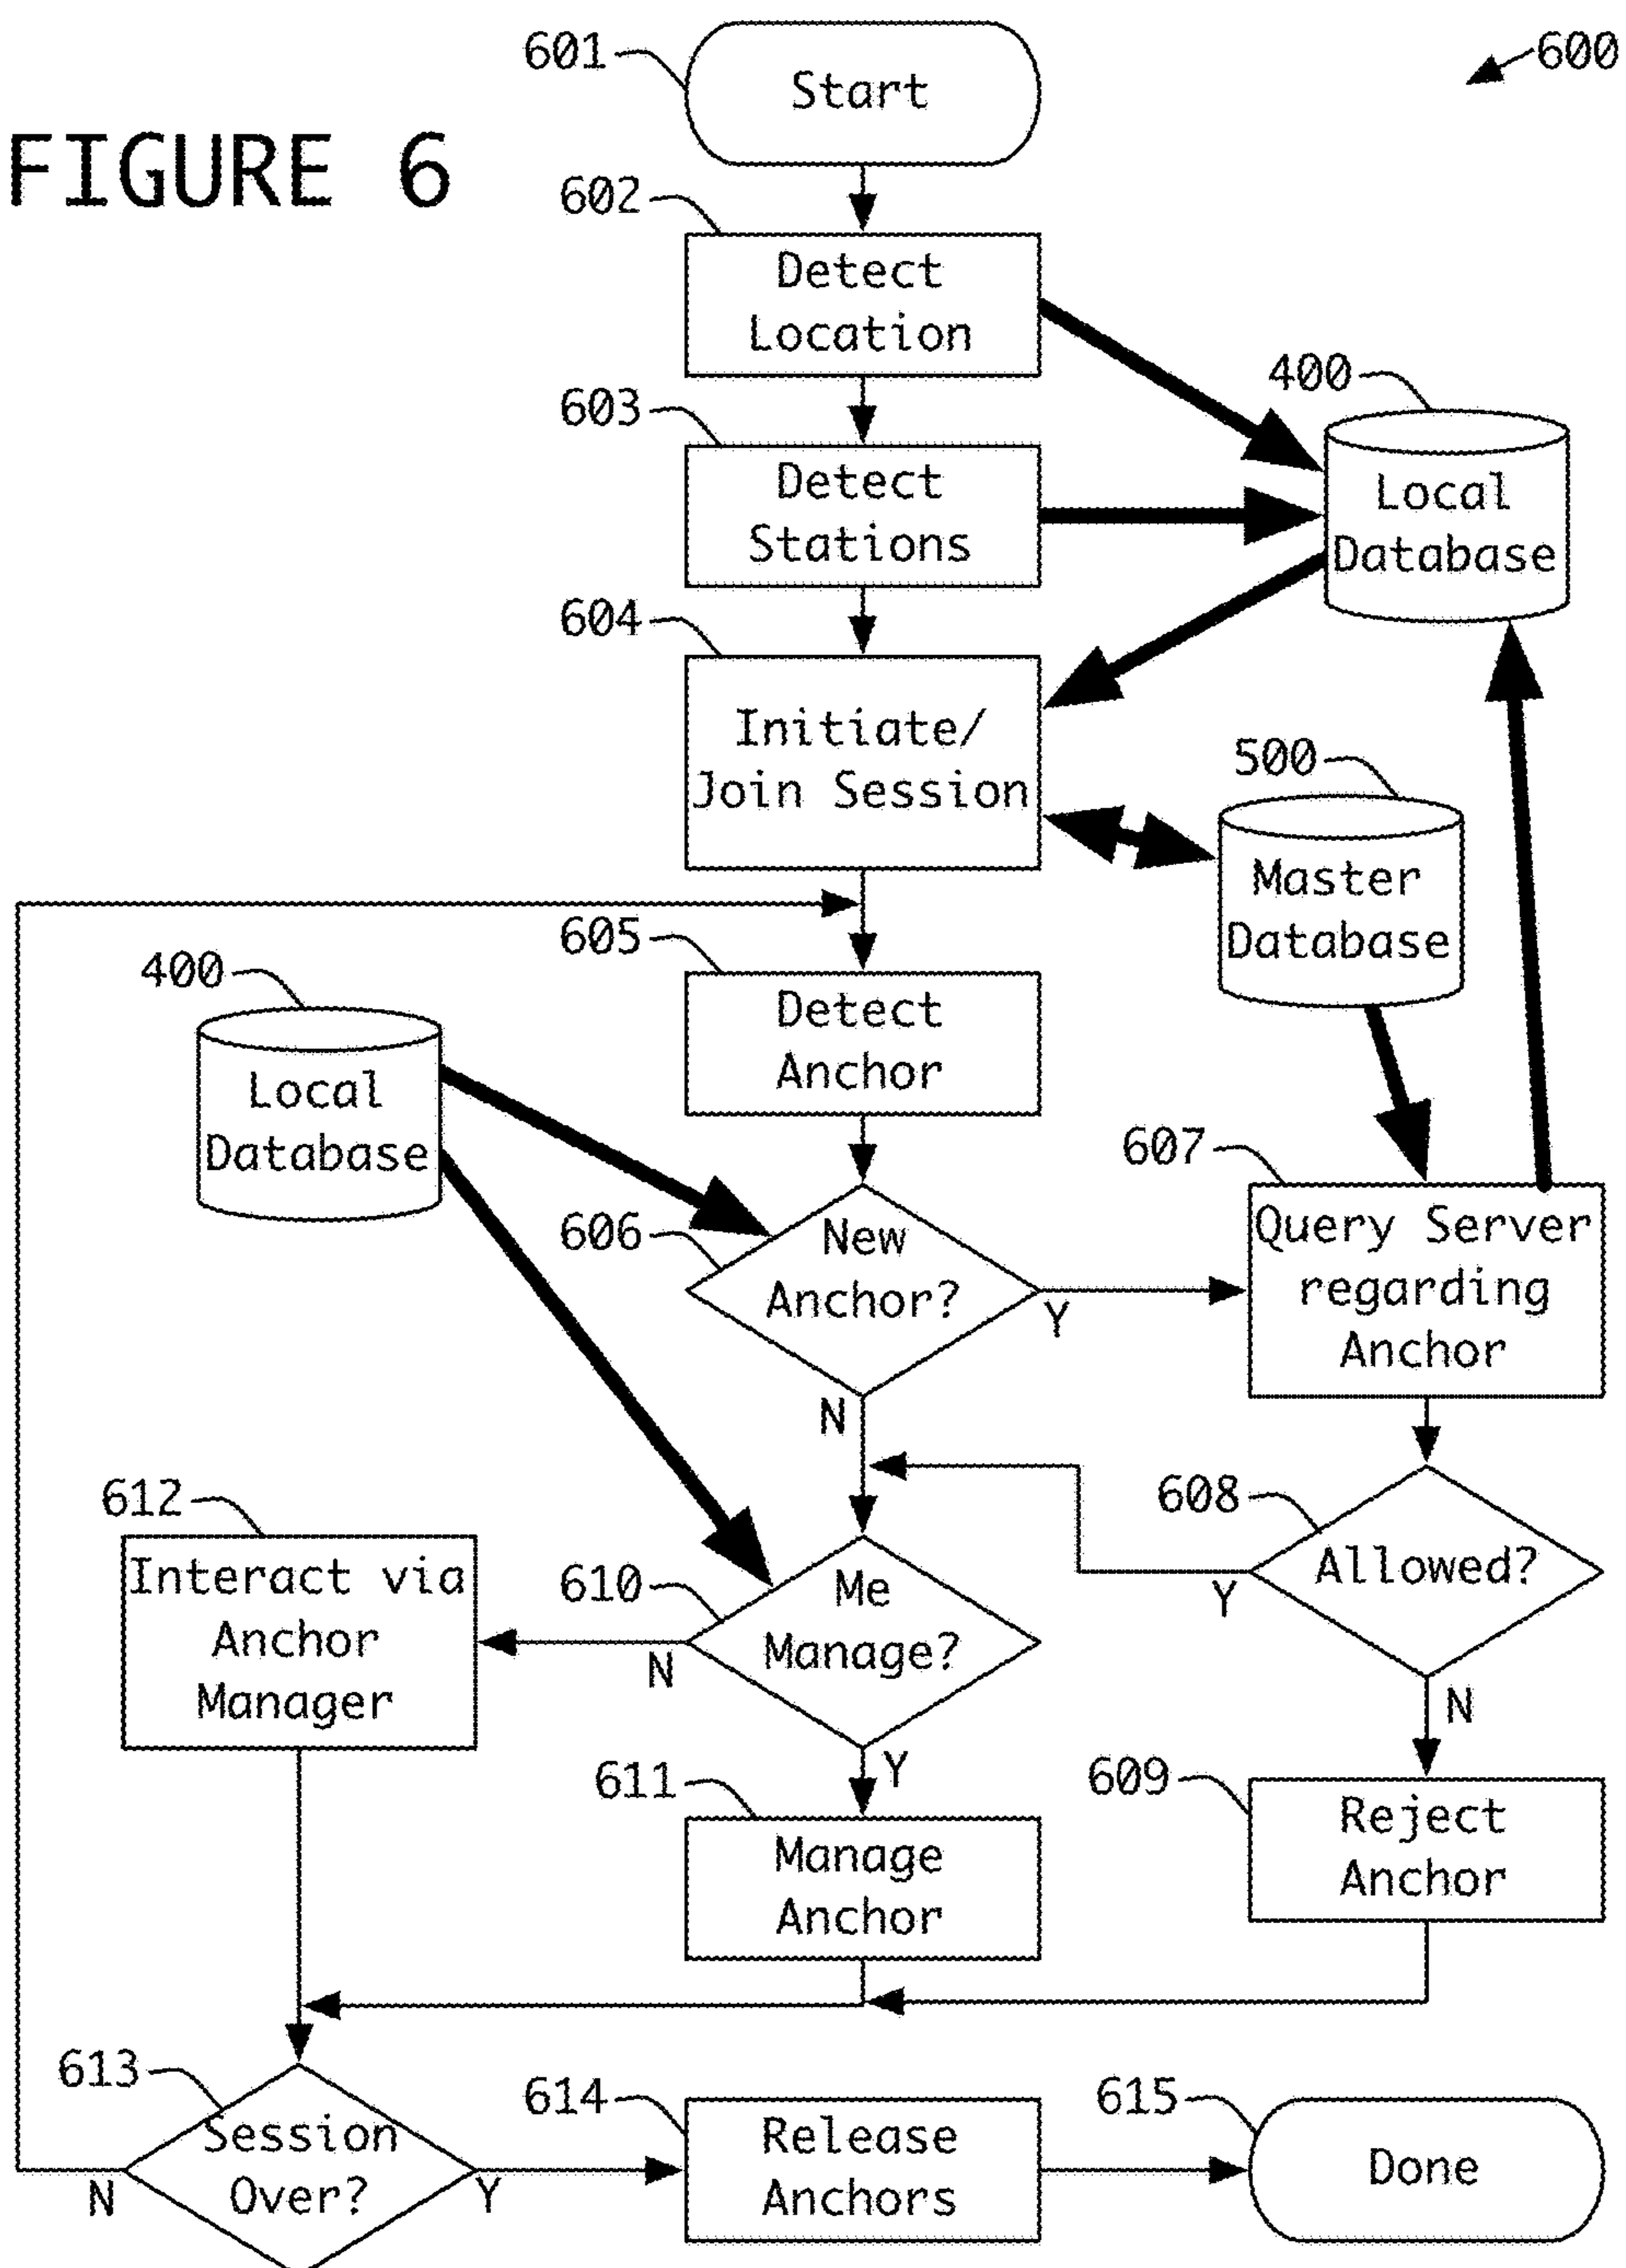 601
Start
600
FIGURE 6
602
Detect
Location
400
603
Detect
Stations
Local
Database
604
Initiate/
Join Session
500
Master
Database
605
400
Detect
Anchor
Local
Database
607
606
New
Anchor?
Y
N
Query Server
regarding
Anchor
612
Interact via
Anchor
Manager
610
Me
Manage?
N
Y
608
Allowed?
Y
N
611
Manage
Anchor
609
Reject
Anchor
613
Session
Over?
N
Y
614
Release
Anchors
615
Done